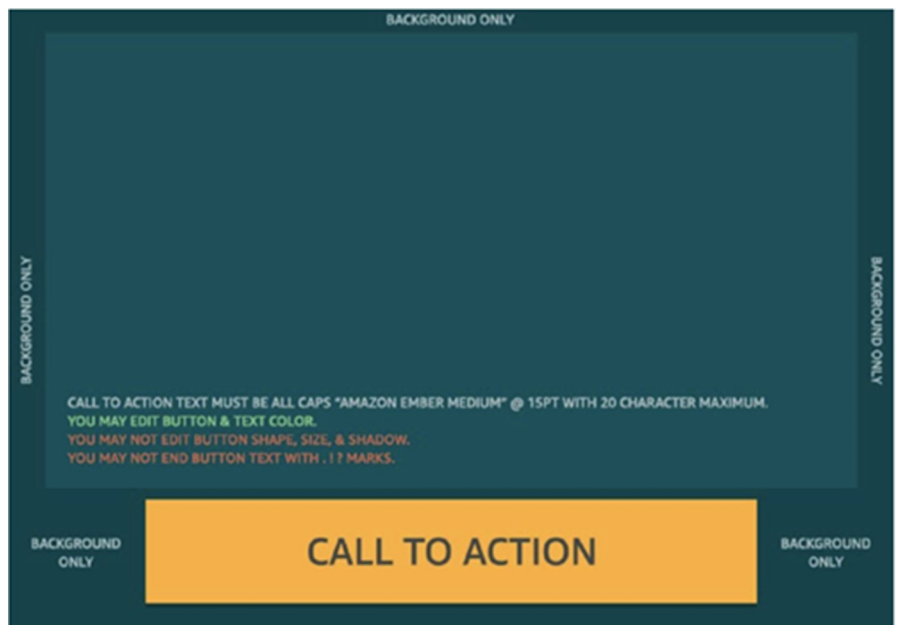 BACKGROUND ONLY
BACKGROUND ONLY
BACKGROUND ONLY
CALL TO ACTION TEXT MUST BE ALL CAPS "AMAZON EMBER MEDIUM" @ 15PT WITH 20 CHARACTER MAXIMUM.
YOU MAY EDIT BUTTON & TEXT COLOR.
YOU MAY NOT EDIT BUTTON SHAPE, SIZE, & SHADOW.
YOU MAY NOT END BUTTON TEXT WITH . ! ? MARKS.
BACKGROUND
ONLY
CALL TO ACTION
BACKGROUND
ONLY